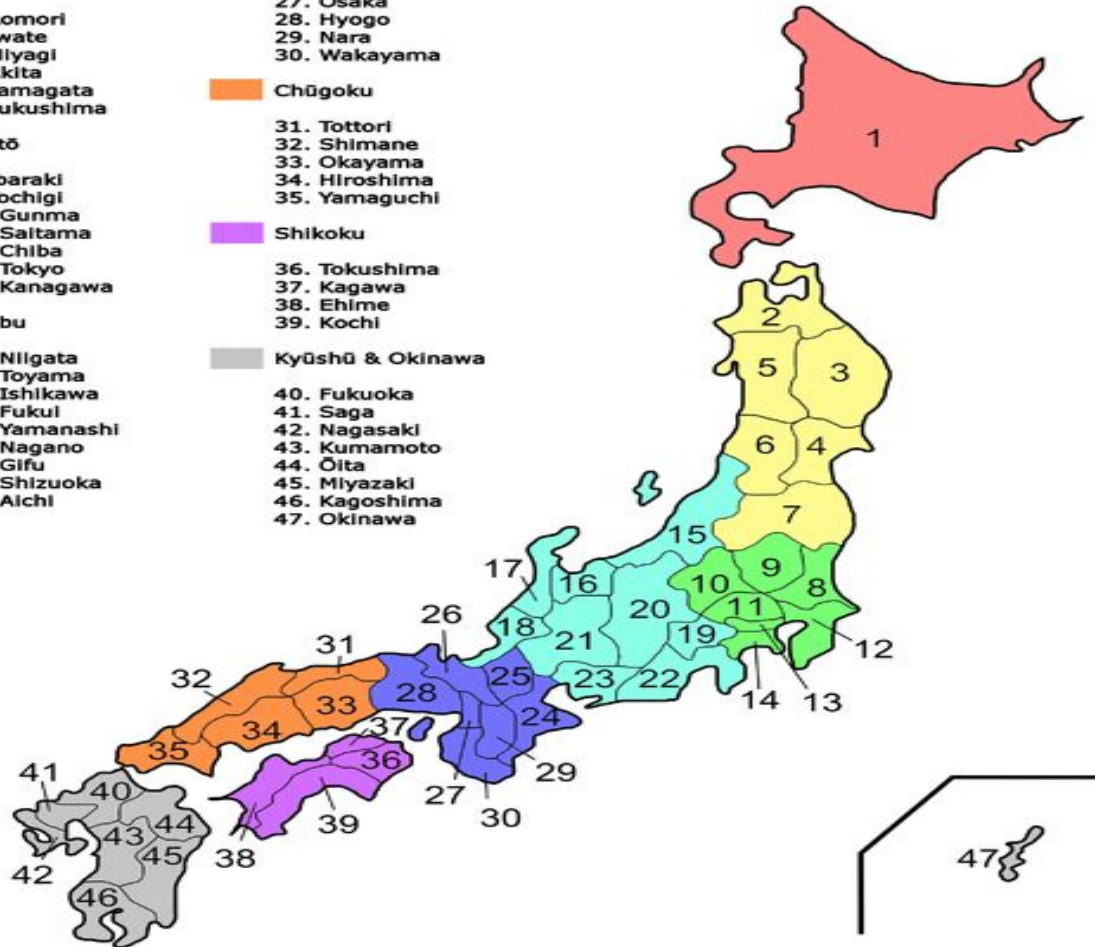 omori
wate
iyagi
kita
amagata
ukushima
tō
baraki
ochigi
Gunma
Saitama
Chiba
Tokyo
Kanagawa
bu
Niigata
Toyama
Ishikawa
Fukui
Yamanashi
Nagano
Gifu
Shizuoka
Aichi
27. Osaka
28. Hyogo
29. Nara
30. Wakayama
Chūgoku
31. Tottori
32. Shimane
33. Okayama
34. Hiroshima
35. Yamaguchi
Shikoku
36. Tokushima
37. Kagawa
38. Ehime
39. Kochi
Kyūshū & Okinawa
40. Fukuoka
41. Saga
42. Nagasaki
43. Kumamoto
44. Ōita
45. Miyazaki
46. Kagoshima
47. Okinawa
1
2
5
3
6
4
7
15
17
16
10
9
8
26
18
21
20
11
19
12
31
32
28
25
23
22
14
13
33
34
24
35
37
36
29
41
40
27
30
39
44
43
45
38
42
46
47